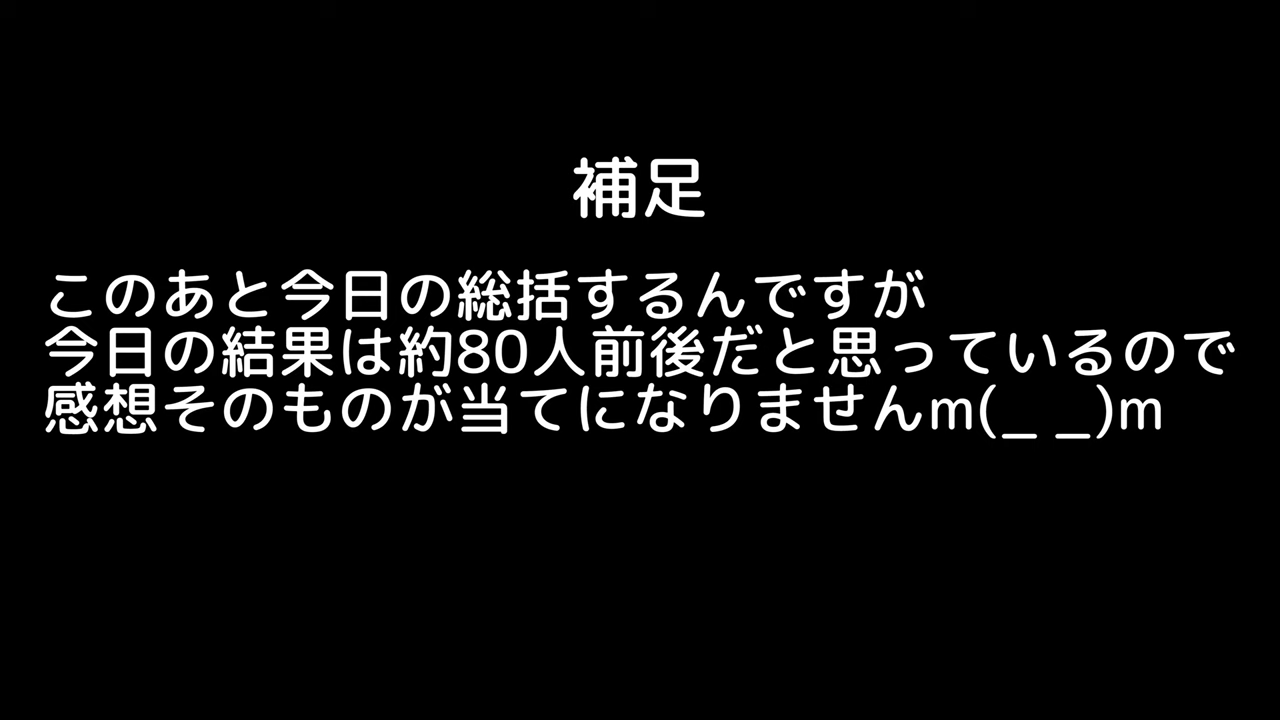 補足
このあと今日の総括するんですが
今日の結果は約80人前後だと思っているので
感想そのものが当てになりませんm(_ _)m